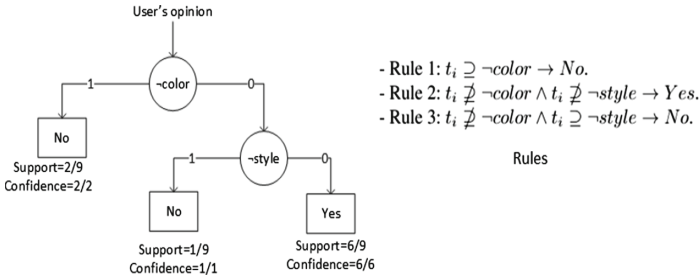 User's opinion
1
¬color
0
No
Support=2/9
Confidence=2/2
1
¬style
0
No
Support=1/9
Confidence=1/1
Yes
Support=6/9
Confidence=6/6
- Rule 1: tᵢ ⊇ ¬color → No.
- Rule 2: tᵢ ⊉ ¬color ∧ tᵢ ⊉ ¬style → Yes.
- Rule 3: tᵢ ⊉ ¬color ∧ tᵢ ⊇ ¬style → No.
Rules